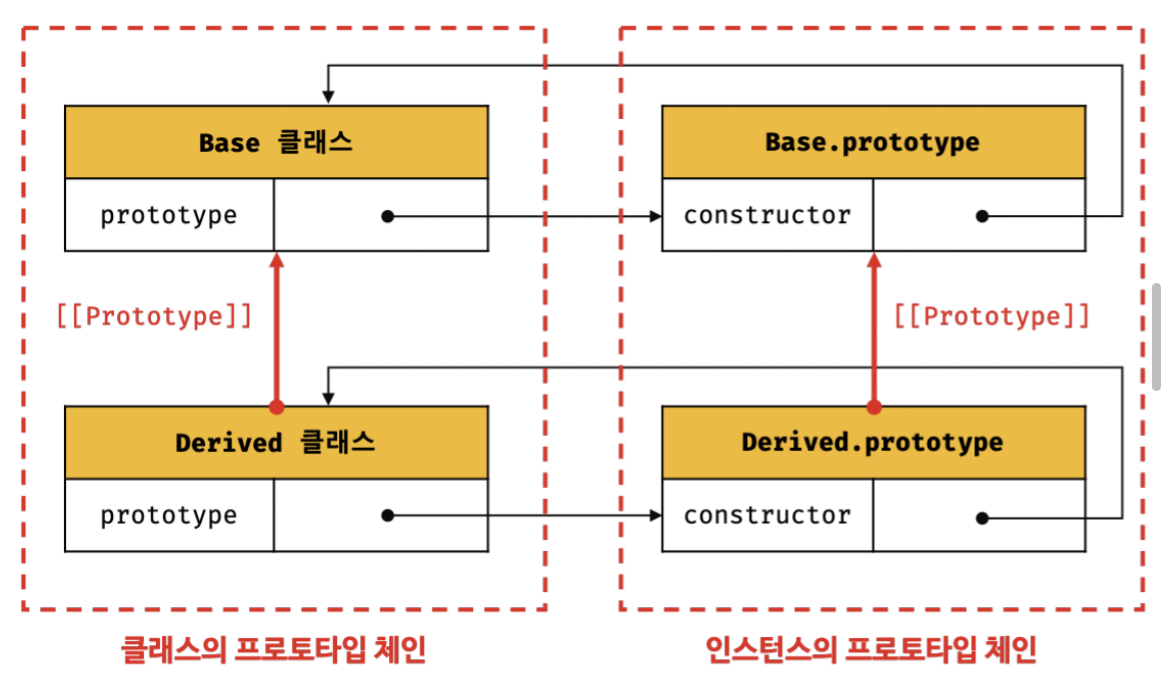 Base 클래스
Base.prototype
prototype
constructor
[[Prototype]]
[[Prototype]]
Derived 클래스
Derived.prototype
prototype
constructor
클래스의 프로토타입 체인
인스턴스의 프로토타입 체인